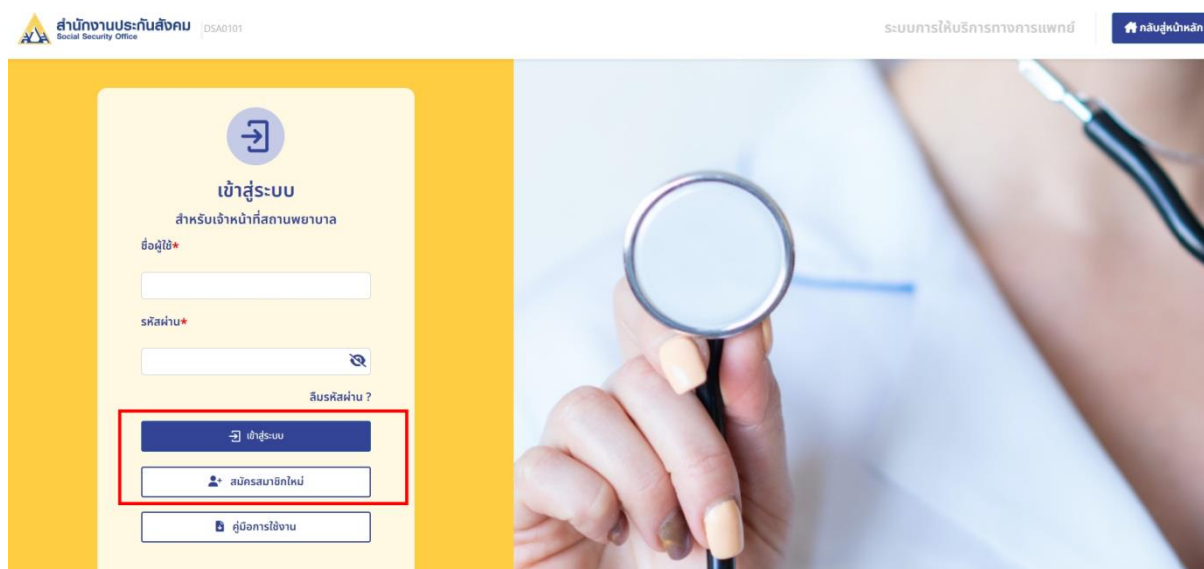 สำนักงานประกันสังคม
Social Security Office
DSA0101
ระบบการให้บริการทางการแพทย์
กลับสู่หน้าหลัก
เข้าสู่ระบบ
สำหรับเจ้าหน้าที่สถานพยาบาล
ชื่อผู้ใช้*
รหัสผ่าน*
ลืมรหัสผ่าน ?
เข้าสู่ระบบ
สมัครสมาชิกใหม่
คู่มือการใช้งาน